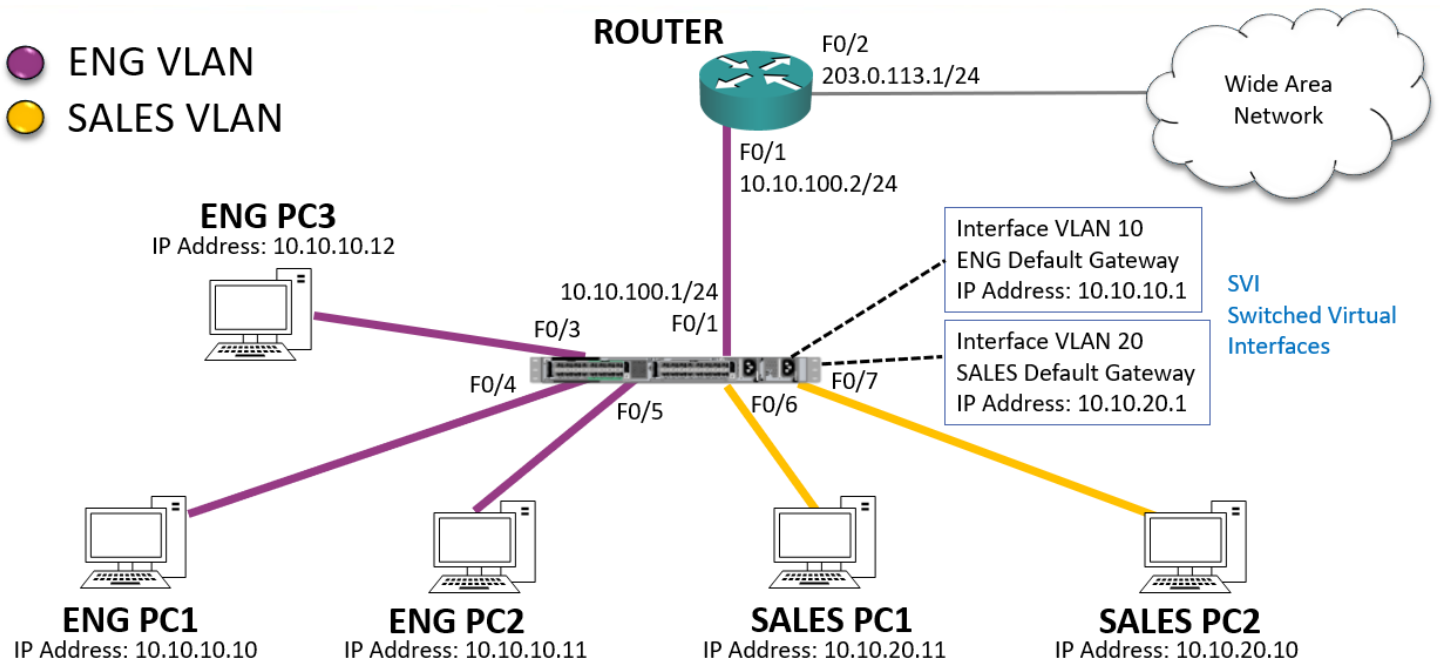 ENG VLAN
SALES VLAN
ROUTER
F0/2
203.0.113.1/24
Wide Area
Network
F0/1
10.10.100.2/24
ENG PC3
IP Address: 10.10.10.12
10.10.100.1/24
F0/1
F0/3
Interface VLAN 10
ENG Default Gateway
IP Address: 10.10.10.1
SVI
Switched Virtual
Interfaces
Interface VLAN 20
SALES Default Gateway
IP Address: 10.10.20.1
F0/4
F0/5
F0/6
F0/7
ENG PC1
IP Address: 10.10.10.10
ENG PC2
IP Address: 10.10.10.11
SALES PC1
IP Address: 10.10.20.11
SALES PC2
IP Address: 10.10.20.10